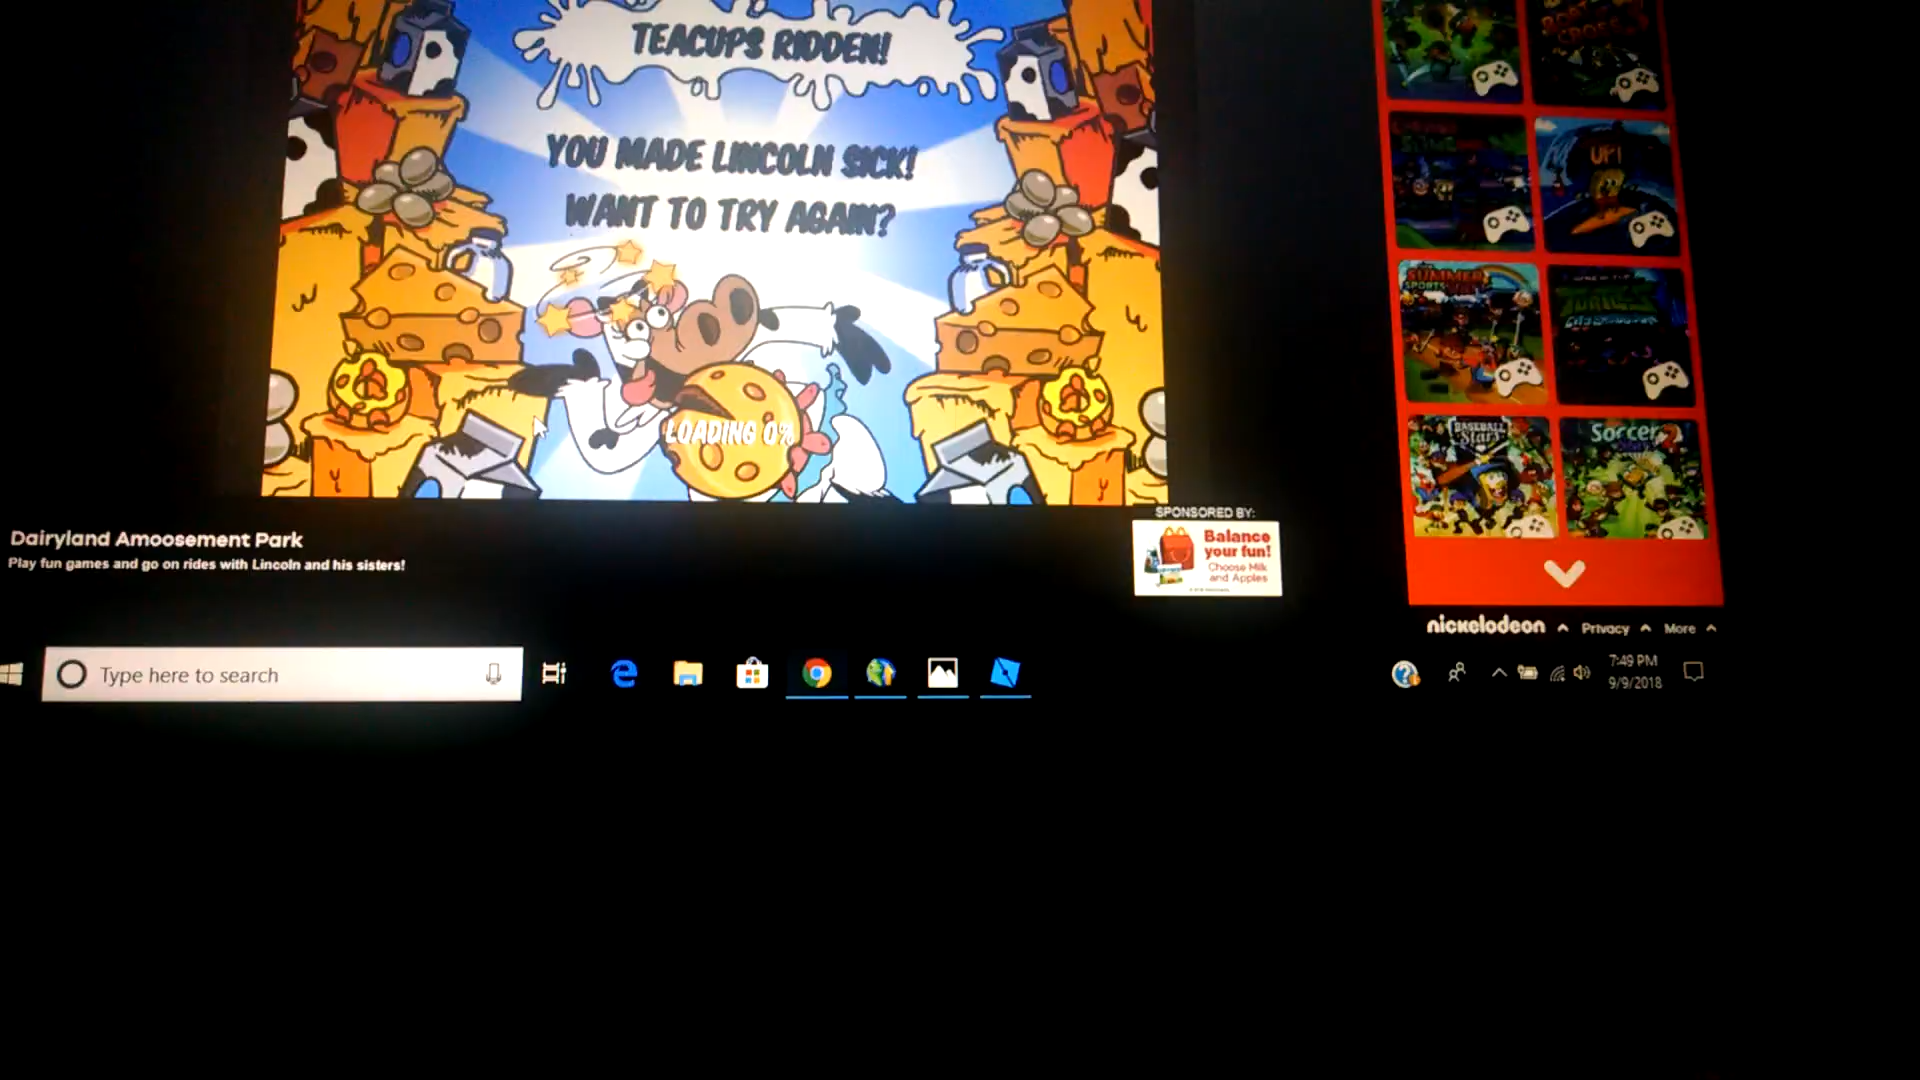 TEACUPS RIDDEN!
YOU MADE LINCOLN SICK!
WANT TO TRY AGAIN?
LOADING 0%
UP!
SUMMER
SPORTS
BASEBALL
Stars
Soccer
SPONSORED BY:
Balance
your fun!
Choose Milk
and Apples
Dairyland Amoosement Park
Play fun games and go on rides with Lincoln and his sisters!
nickelodeon
Privacy
More
Type here to search
7:49 PM
9/9/2018